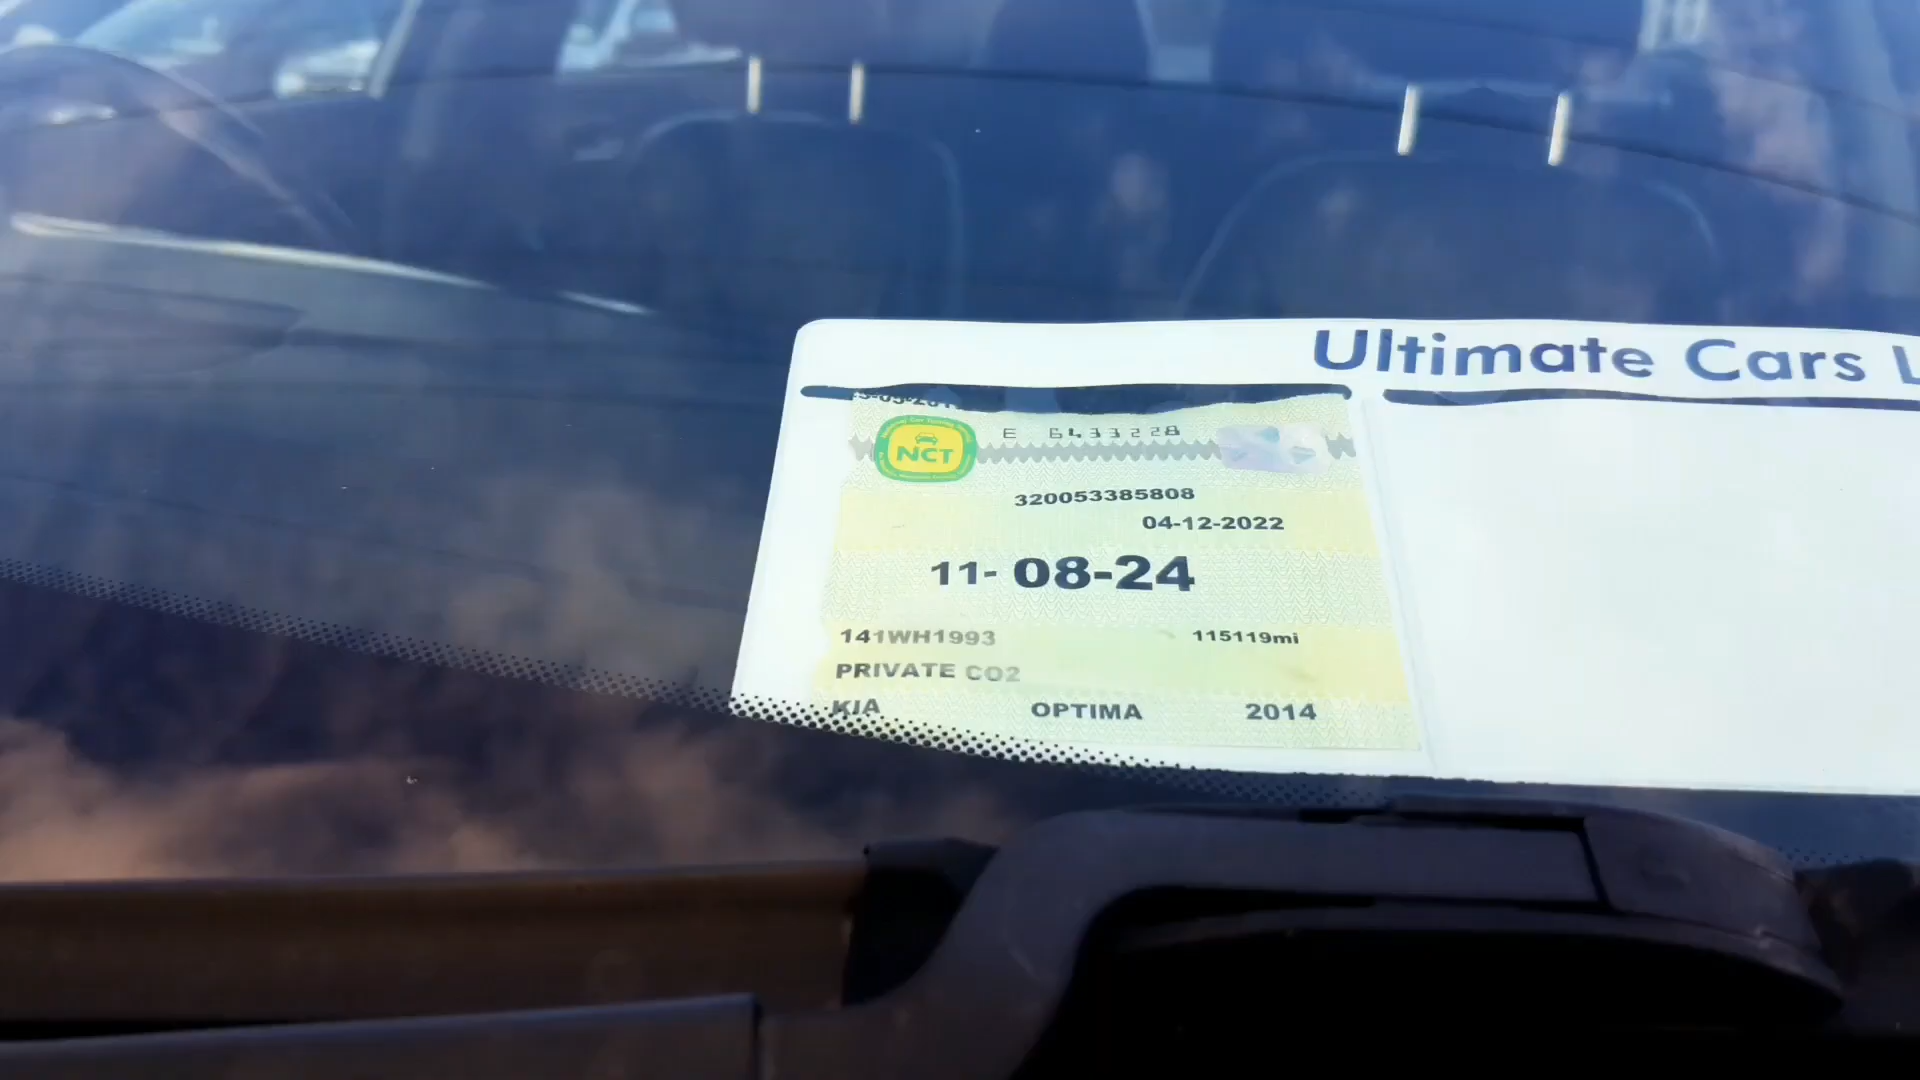 Ultimate Cars L
NCT
E 6433228
320053385808
04-12-2022
11- 08-24
141WH1993 115119mi
PRIVATE CO2
KIA OPTIMA 2014